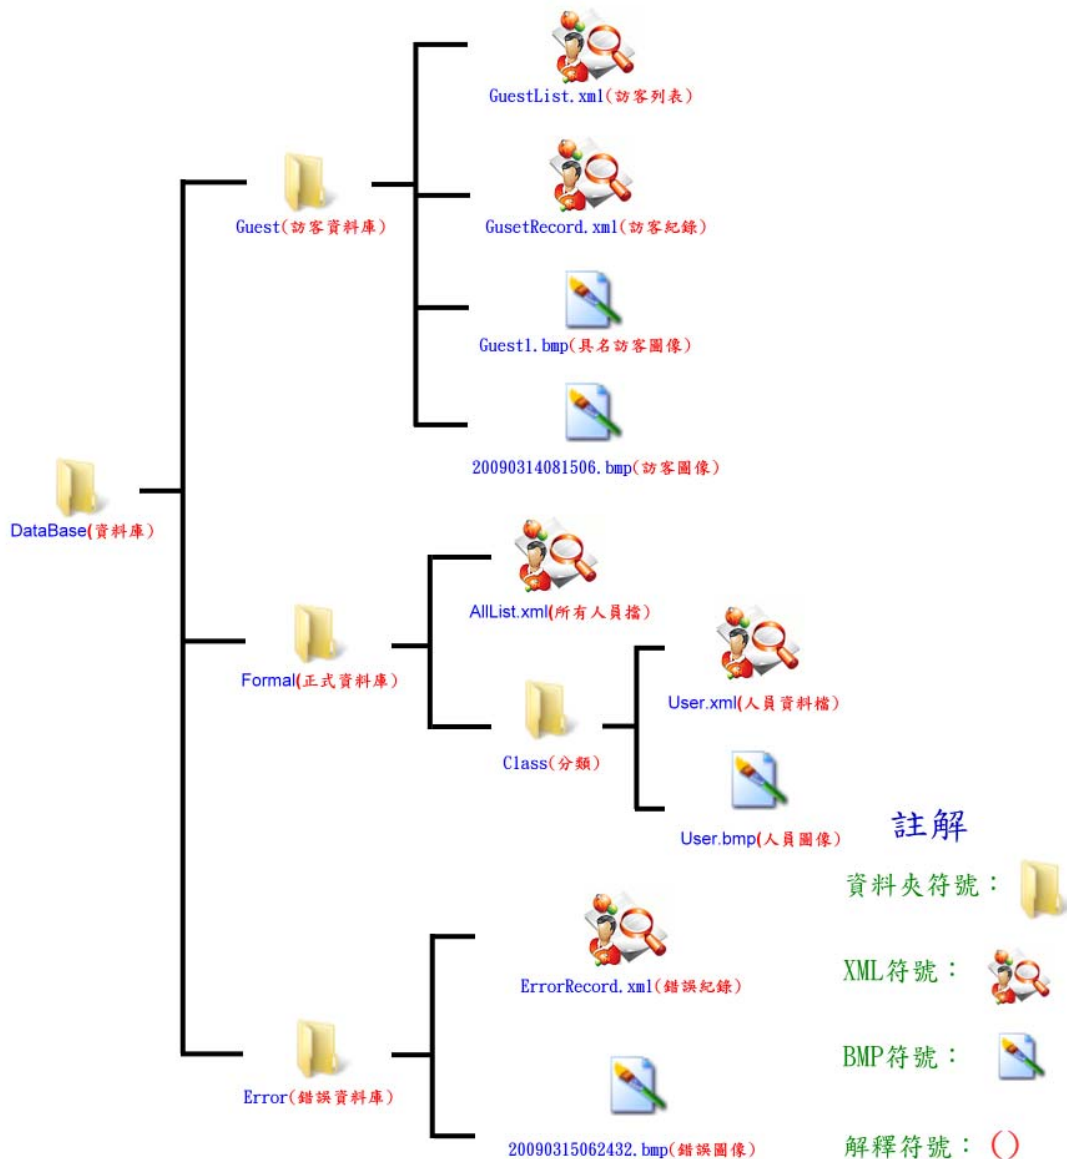 GuestList.xml(訪客列表)
Guest(訪客資料庫)
GusetRecord.xml(訪客紀錄)
Guest1.bmp(具名訪客圖像)
20090314081506.bmp(訪客圖像)
DataBase(資料庫)
AllList.xml(所有人員檔)
Formal(正式資料庫)
User.xml(人員資料檔)
Class(分類)
User.bmp(人員圖像)
註解
資料夾符號：
ErrorRecord.xml(錯誤紀錄)
XML符號：
Error(錯誤資料庫)
BMP符號：
20090315062432.bmp(錯誤圖像)
解釋符號：()